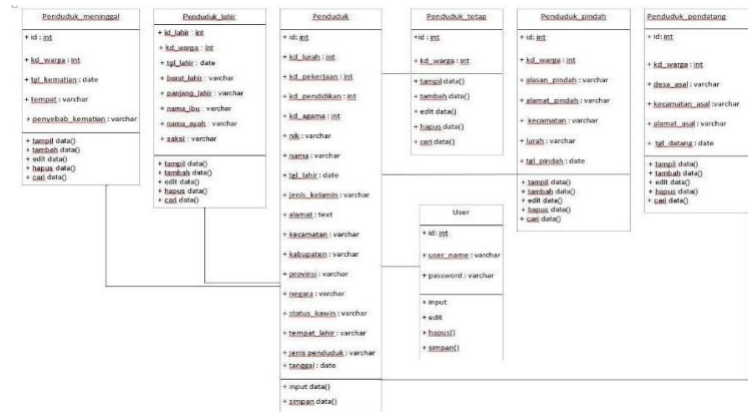 Penduduk_meninggal
+ id : int
+ kd_warga : int
+ tgl_kematian : date
+ tempat : varchar
+ penyebab_kematian : varchar
+ tampil data()
+ tambah data()
+ edit data()
+ hapus data()
+ cari data()
Penduduk_lahir
+ id_lahir : int
+ kd_warga : int
+ tgl_lahir : date
+ barat_lahir : varchar
+ panjang_lahir : varchar
+ nama_ibu : varchar
+ nama_ayah : varchar
+ saksi : varchar
+ tampil data()
+ tambah data()
+ edit data()
+ hapus data()
+ cari data()
Penduduk
+ id: int
+ kd_lurah : int
+ kd_pekerjaan : int
+ kd_pendidikan : int
+ kd_agama : int
+ nik : varchar
+ nama : varchar
+ tgl_lahir : date
+ jenis_kelamin : varchar
+ alamat : text
+ kecamatan : varchar
+ kabupaten : varchar
+ provinsi : varchar
+ negara : varchar
+ status_kawin : varchar
+ tempat_lahir : varchar
+ jenis penduduk : varchar
+ tanggal : date
+ input data()
+ simpan data()
Penduduk_tetap
+id : int
+ kd_warga : int
+ tampil data()
+ tambah data()
+ edit data()
+ hapus data()
+ cari data()
User
+ id: int
+ user_name : varchar
+ password : varchar
+ input
+ edit
+ hapus()
+ simpan()
Penduduk_pindah
+ id: int
+ kd_warga : int
+ alasan_pindah : varchar
+ alamat_pindah : varchar
+ kecamatan : varchar
+ lurah : varchar
+ tgl_pindah : date
+ tampil data()
+ tambah data()
+ edit data()
+ hapus data()
+ cari data()
Penduduk_pendatang
+ id: int
+ kd_warga : int
+ desa_asal : varchar
+ kecamatan_asal : varchar
+ alamat_asal : varchar
+ tgl_datang : date
+ tampil data()
+ tambah data()
+ edit data()
+ hapus data()
+ cari data()